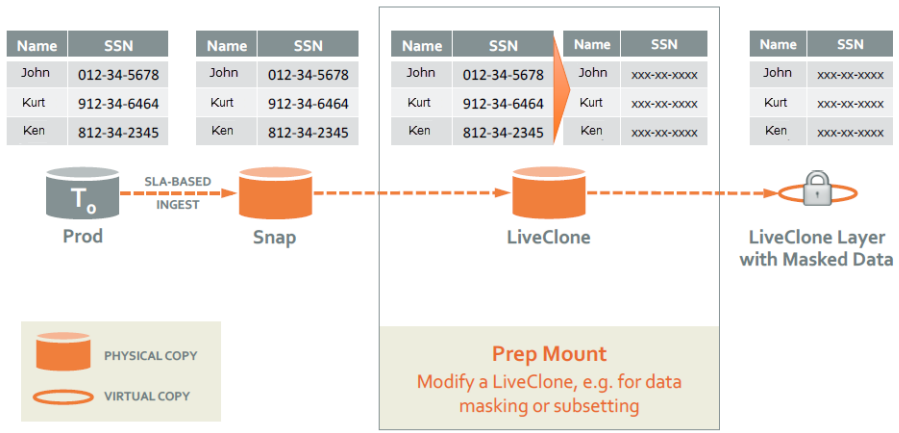 Name SSN
John 012-34-5678
Kurt 912-34-6464
Ken 812-34-2345
Name SSN
John 012-34-5678
Kurt 912-34-6464
Ken 812-34-2345
Name SSN
John 012-34-5678
Kurt 912-34-6464
Ken 812-34-2345
Name SSN
John xxx-xx-xxxx
Kurt xxx-xx-xxxx
Ken xxx-xx-xxxx
Name SSN
John xxx-xx-xxxx
Kurt xxx-xx-xxxx
Ken xxx-xx-xxxx
To
SLA-BASED
INGEST
Prod
Snap
LiveClone
LiveClone Layer
with Masked Data
PHYSICAL COPY
VIRTUAL COPY
Prep Mount
Modify a LiveClone, e.g. for data
masking or subsetting